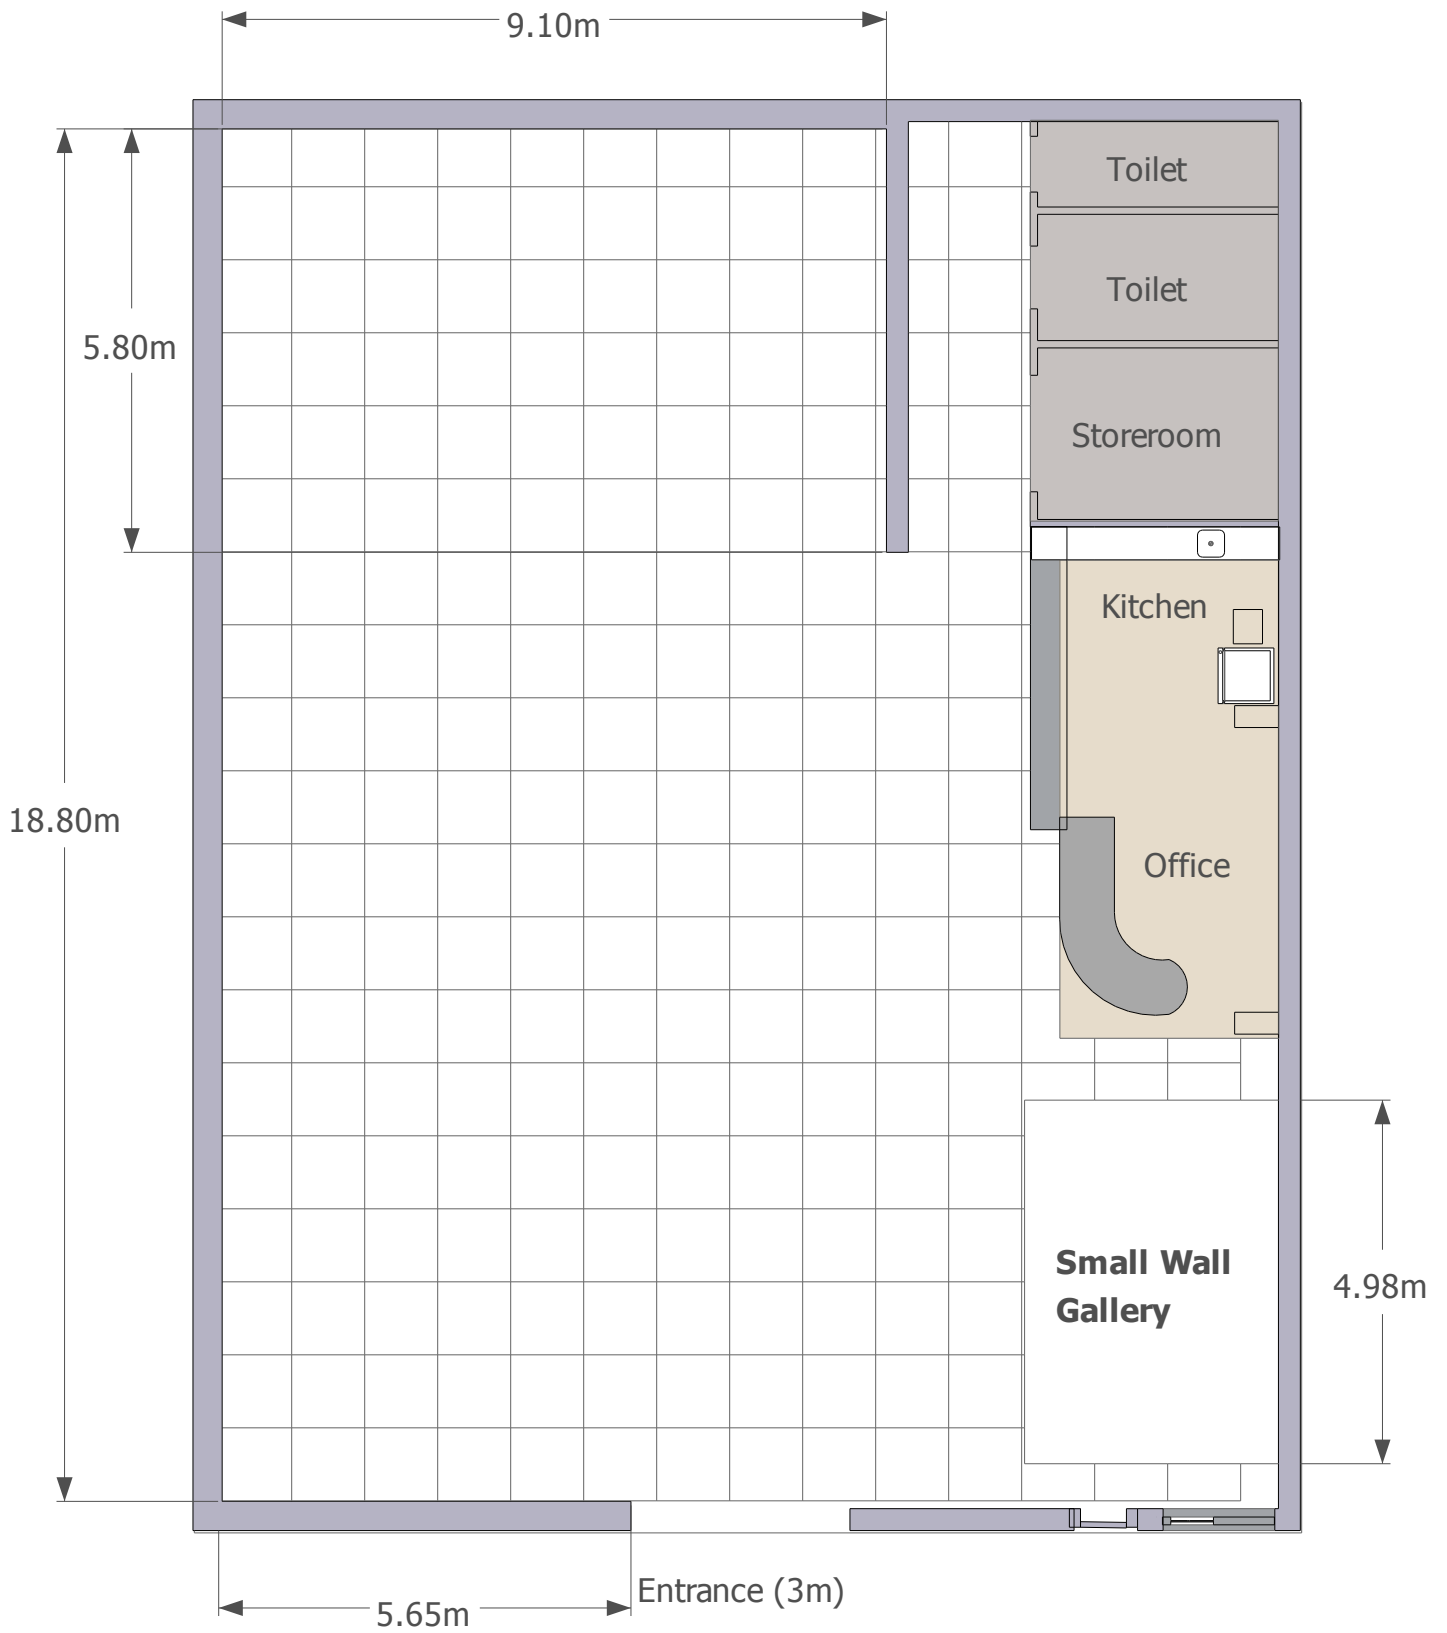 9.10m
Toilet
Toilet
5.80m
Storeroom
Kitchen
18.80m
Office
Small Wall
Gallery
4.98m
Entrance (3m)
5.65m